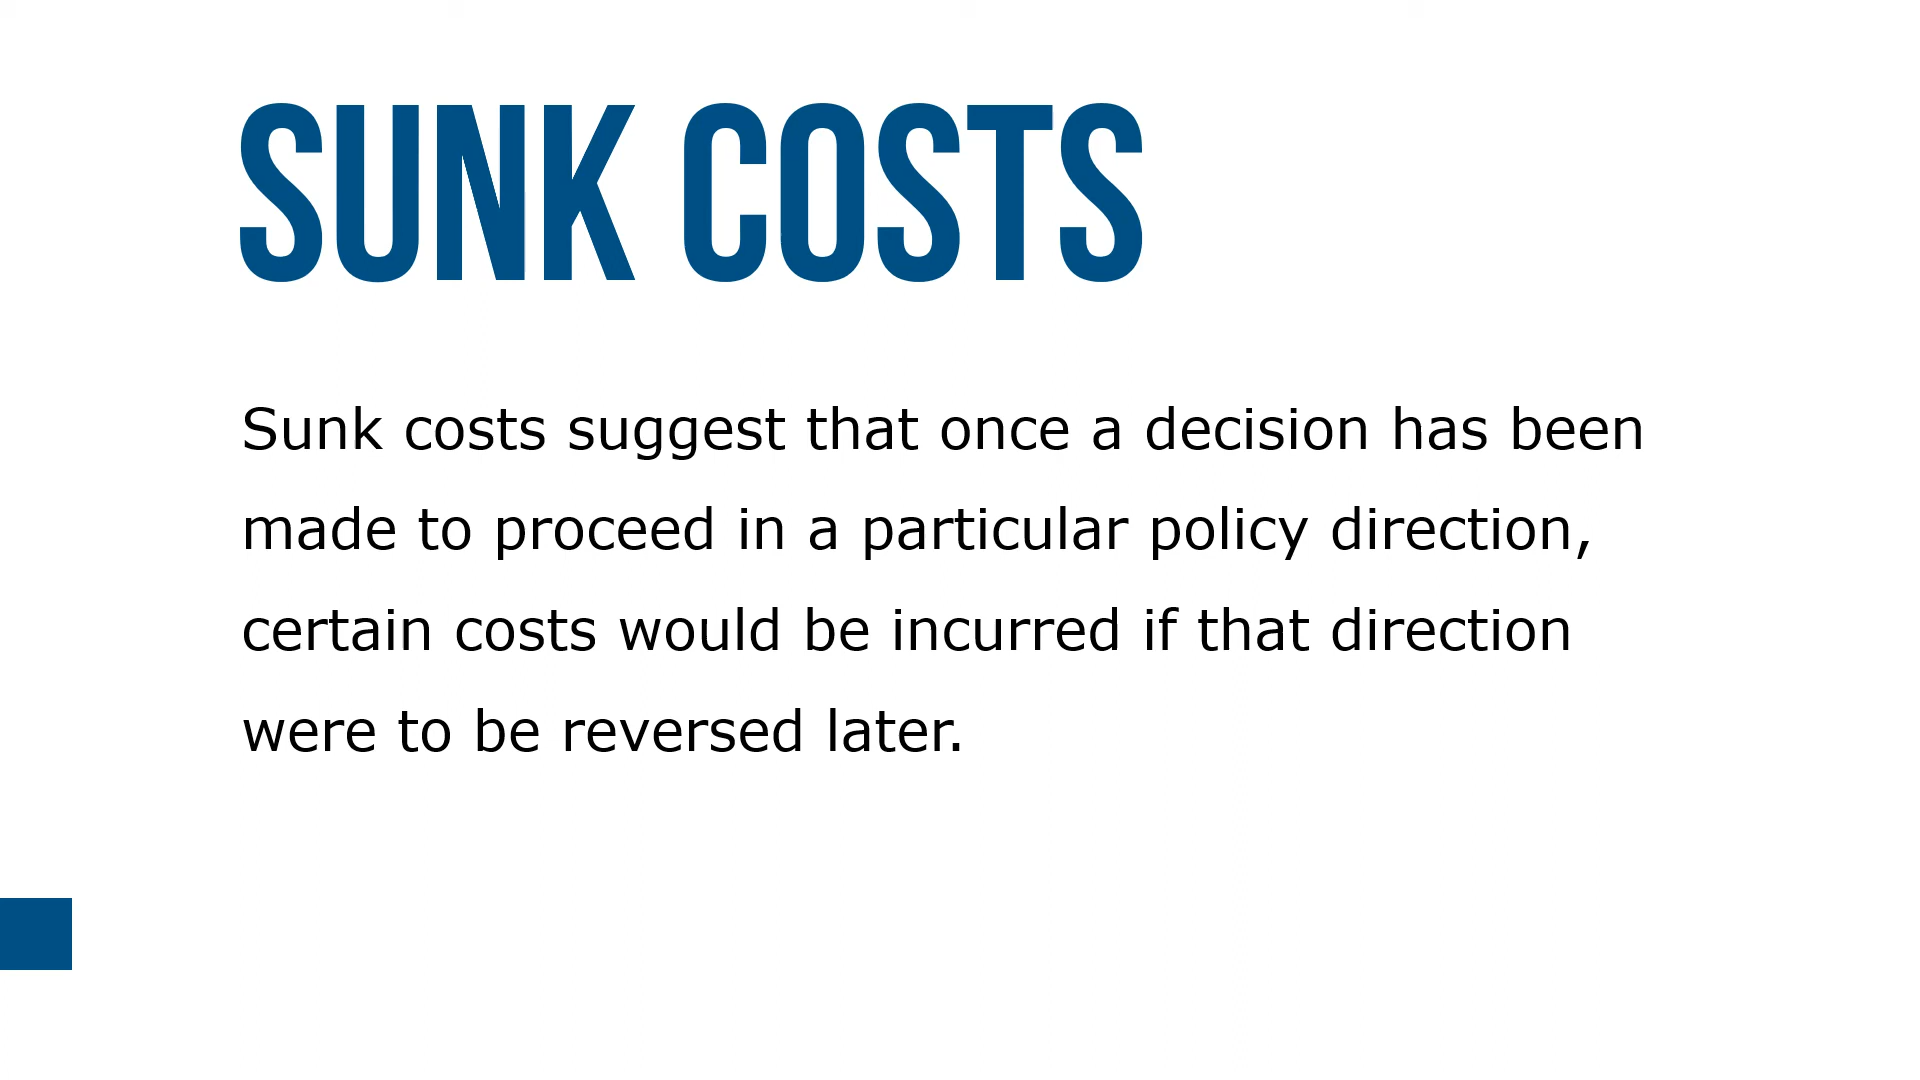 SUNK COSTS
Sunk costs suggest that once a decision has been
made to proceed in a particular policy direction,
certain costs would be incurred if that direction
were to be reversed later.